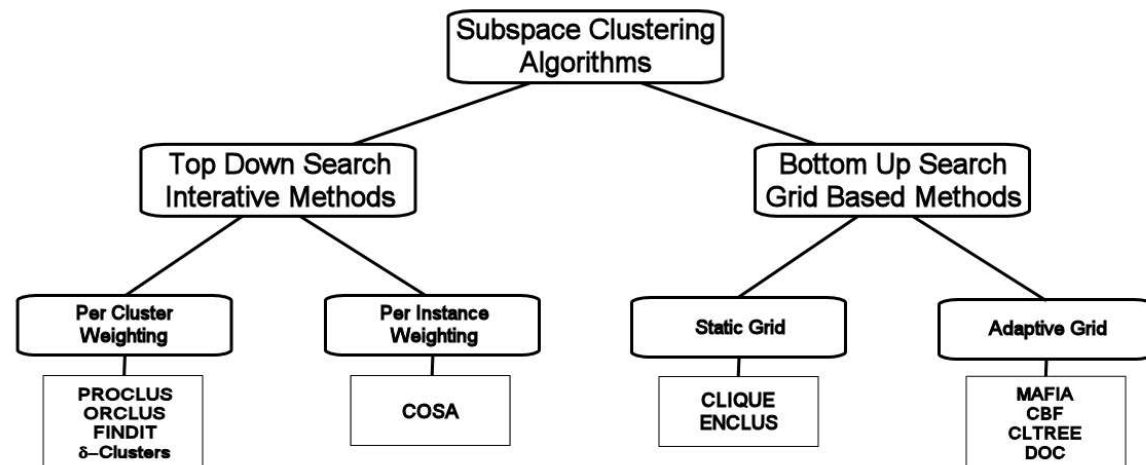 Subspace Clustering
Algorithms
Top Down Search
Interative Methods
Bottom Up Search
Grid Based Methods
Per Cluster
Weighting
Per Instance
Weighting
Static Grid
Adaptive Grid
PROCLUS
ORCLUS
FINDIT
δ–Clusters
COSA
CLIQUE
ENCLUS
MAFIA
CBF
CLTREE
DOC